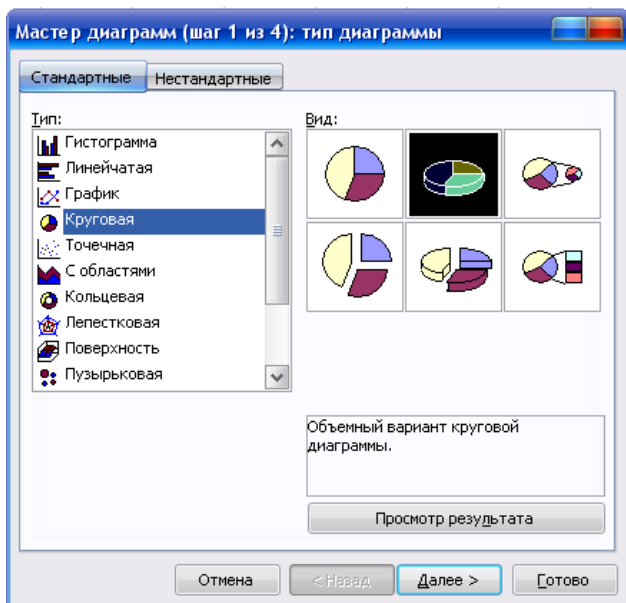 Мастер диаграмм (шаг 1 из 4): тип диаграммы
Стандартные
Нестандартные
Тип:
Гистограмма
Линейчатая
График
Круговая
Точечная
С областями
Кольцевая
Лепестковая
Поверхность
Пузырьковая
Вид:
Объемный вариант круговой
диаграммы.
Просмотр результата
Отмена
< Назад
Далее >
Готово